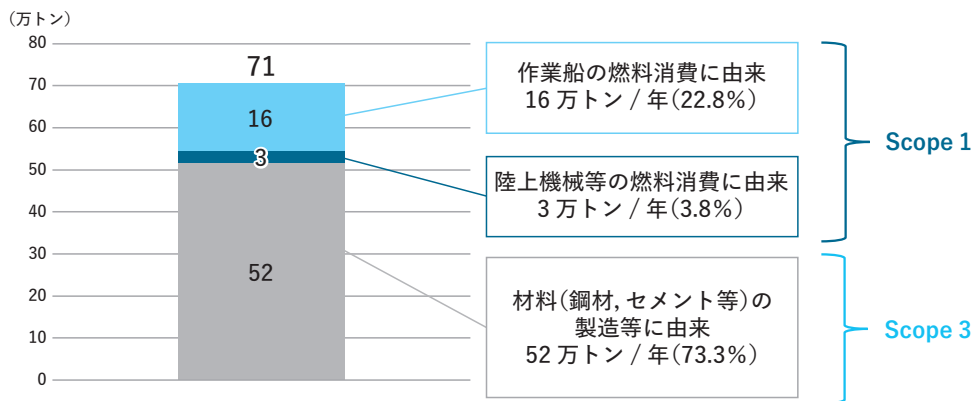 （万トン）
80
70
60
50
40
30
20
10
0
71
16
3
52
作業船の燃料消費に由来
16 万トン / 年（22.8%）
陸上機械等の燃料消費に由来
3 万トン / 年（3.8%）
材料（鋼材, セメント等）の
製造等に由来
52 万トン / 年（73.3%）
Scope 1
Scope 3